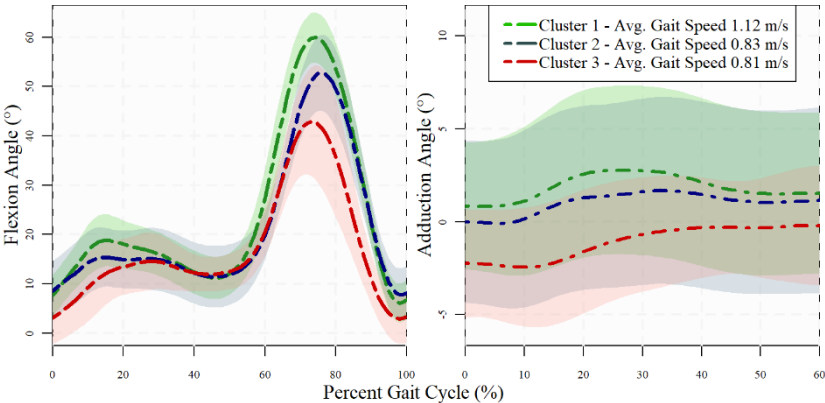 Cluster 1 - Avg. Gait Speed 1.12 m/s
Cluster 2 - Avg. Gait Speed 0.83 m/s
Cluster 3 - Avg. Gait Speed 0.81 m/s
Flexion Angle (°)
60
50
40
30
20
10
0
0 20 40 60 80 100
Adduction Angle (°)
5
0
-5
0 10 20 30 40 50 60
Percent Gait Cycle (%)